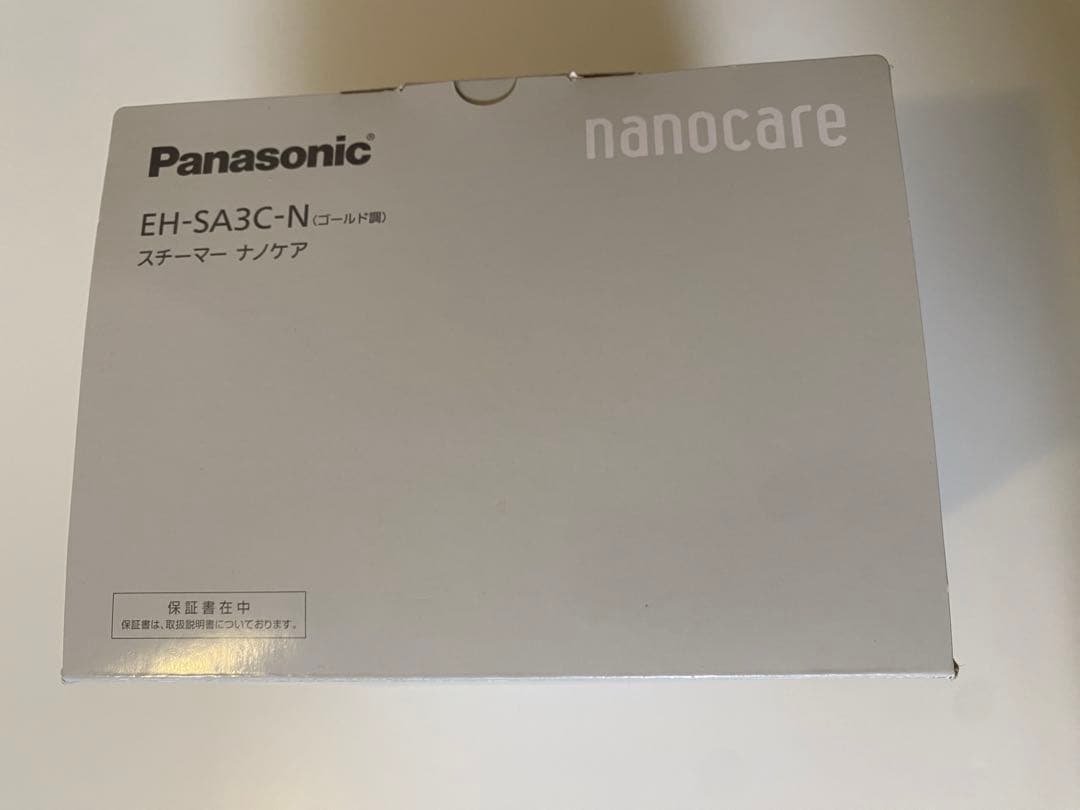 Panasonic®
nanocare
EH-SA3C-N(ゴールド調)
スチーマー ナノケア
保証書在中
保証書は、取扱説明書についております。